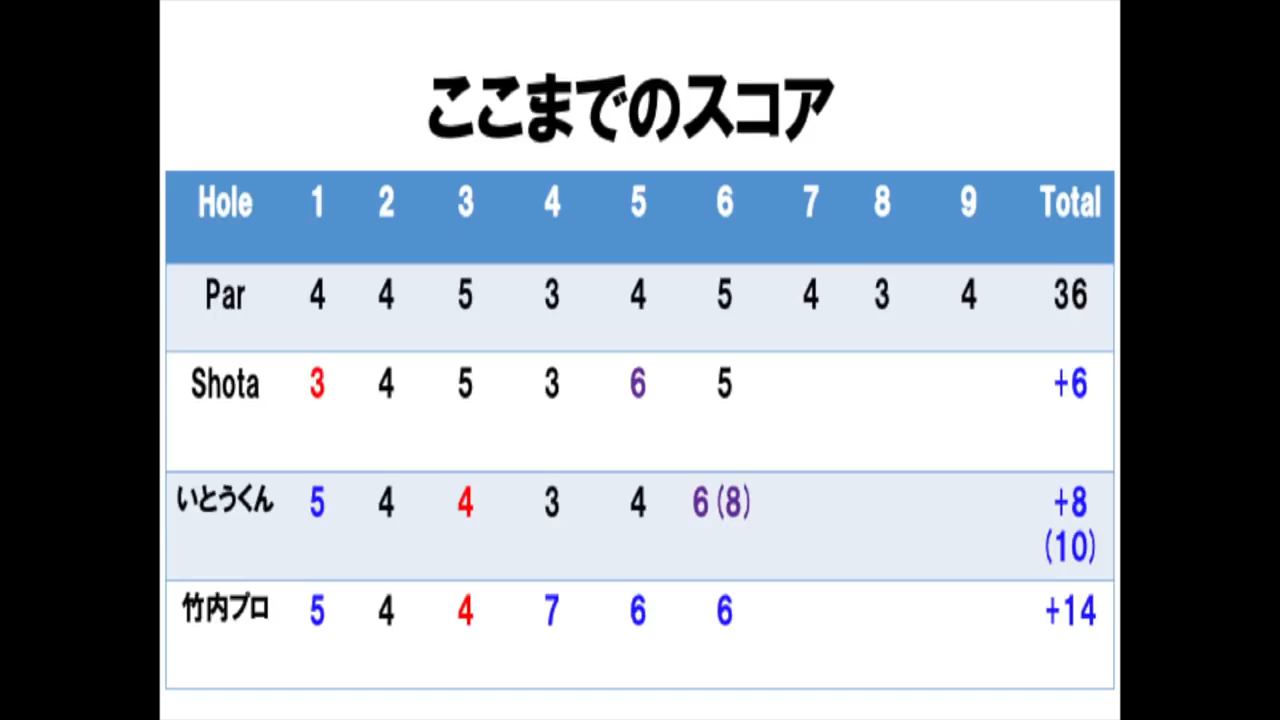 ここまでのスコア
Hole 1 2 3 4 5 6 7 8 9 Total
Par 4 4 5 3 4 5 4 3 4 36
Shota 3 4 5 3 6 5 +6
いとうくん 5 4 4 3 4 6(8) +8
(10)
竹内プロ 5 4 4 7 6 6 +14